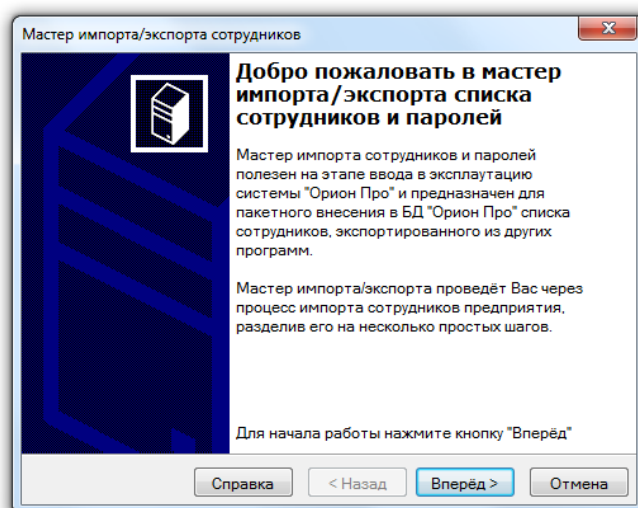 Мастер импорта/экспорта сотрудников
Добро пожаловать в мастер
импорта/экспорта списка
сотрудников и паролей
Мастер импорта сотрудников и паролей
полезен на этапе ввода в эксплаутацию
системы "Орион Про" и предназначен для
пакетного внесения в БД "Орион Про" списка
сотрудников, экспортированного из других
программ.
Мастер импорта/экспорта проведёт Вас через
процесс импорта сотрудников предприятия,
разделив его на несколько простых шагов.
Для начала работы нажмите кнопку "Вперёд"
Справка < Назад Вперёд > Отмена